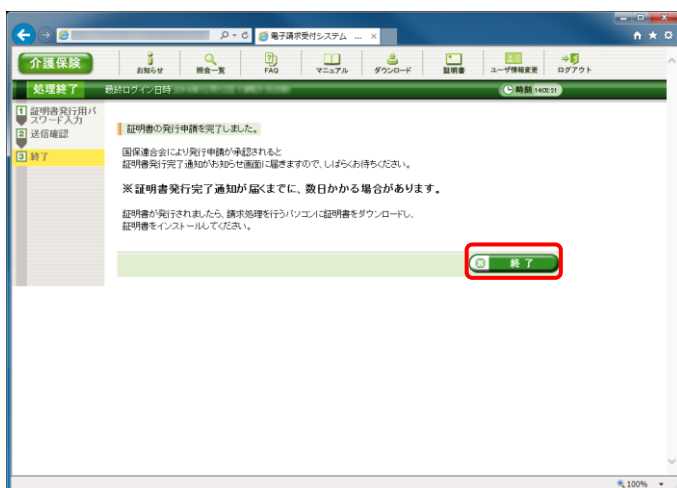 電子請求受付システム ...
介護保険
お知らせ
照会一覧
FAQ
マニュアル
ダウンロード
証明書
ユーザ情報変更
ログアウト
処理終了
最終ログイン日時
時刻 14:02:21
1 証明書発行用パ
スワード入力
2 送信確認
3 終了
証明書の発行申請を完了しました。
国保連合会により発行申請が承認されると
証明書発行完了通知がお知らせ画面に届きますので、しばらくお待ちください。
※証明書発行完了通知が届くまでに、数日かかる場合があります。
証明書が発行されましたら、請求処理を行うパソコンに証明書をダウンロードし、
証明書をインストールしてください。
終了
100%